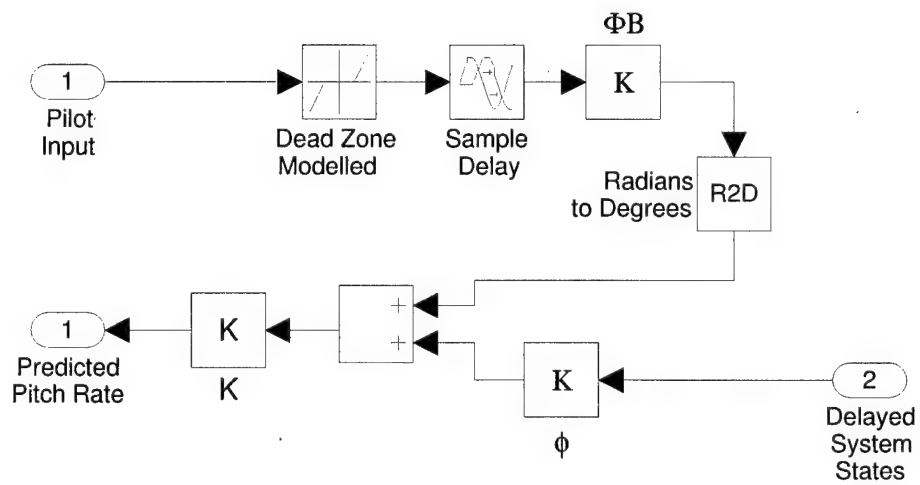 ΦB
1
K
Pilot
Input
Dead Zone
Modelled
Sample
Delay
Radians
to Degrees
R2D
+
+
1
K
K
K
2
Predicted
Pitch Rate
ϕ
Delayed
System
States